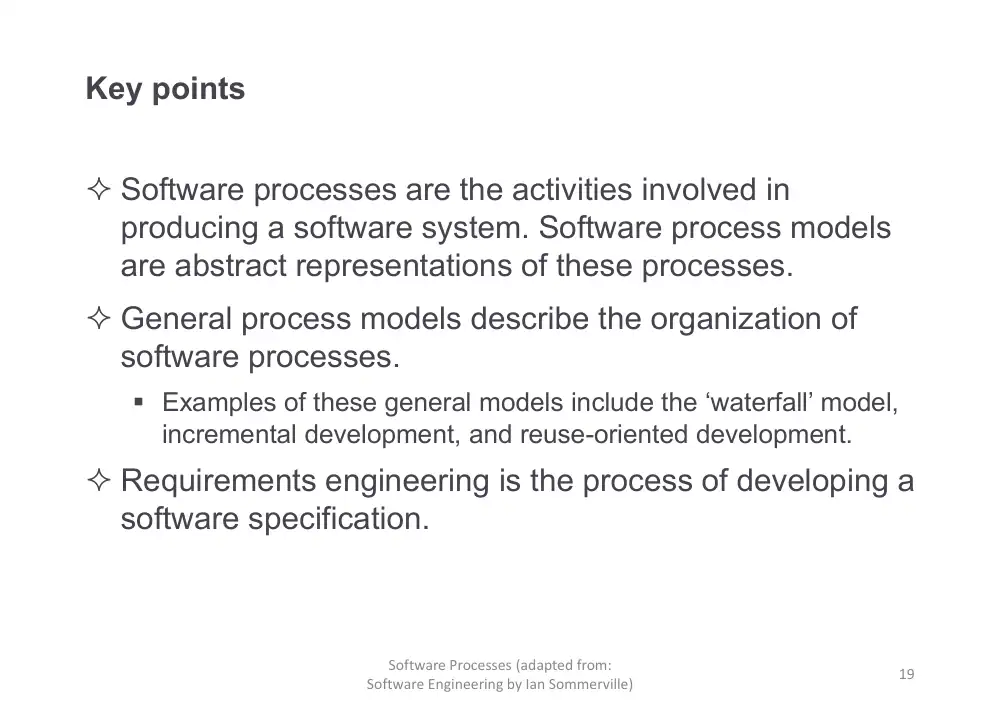 Key points
✧ Software processes are the activities involved in
producing a software system. Software process models
are abstract representations of these processes.
✧ General process models describe the organization of
software processes.
▪ Examples of these general models include the ‘waterfall’ model,
incremental development, and reuse-oriented development.
✧ Requirements engineering is the process of developing a
software specification.
Software Processes (adapted from:
Software Engineering by Ian Sommerville)
19